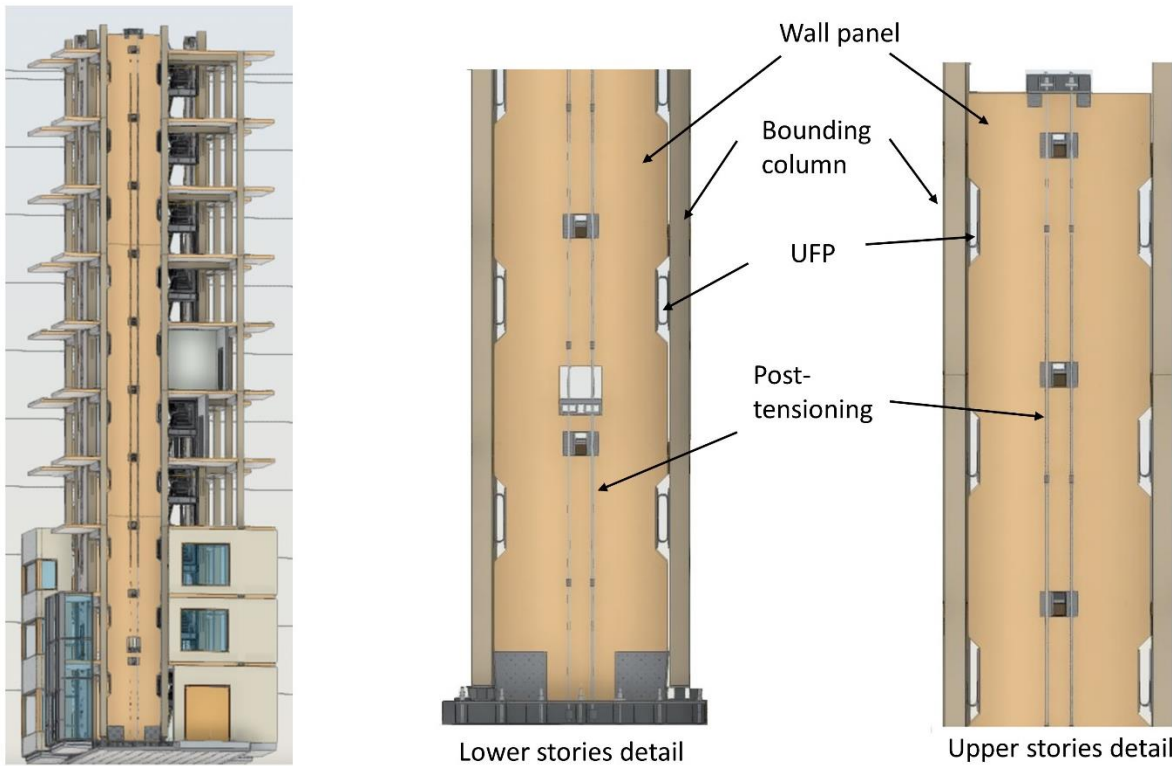 Wall panel
Bounding
column
UFP
Post-
tensioning
Lower stories detail
Upper stories detail